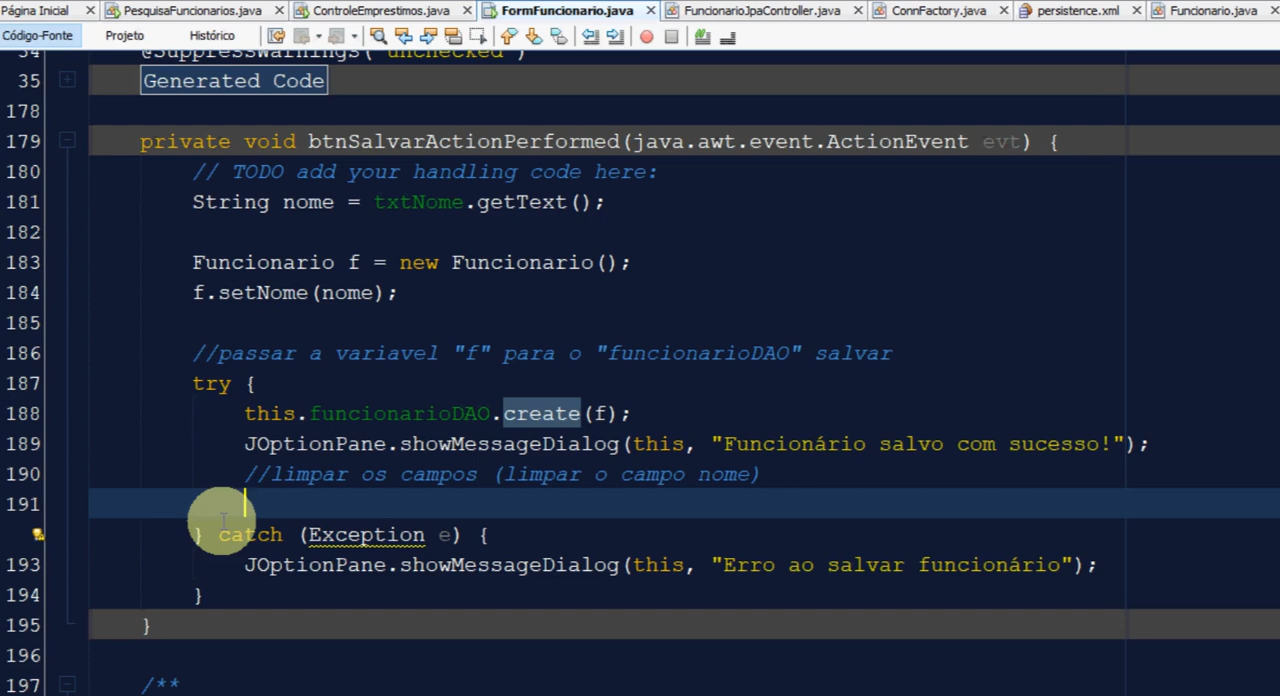 Página Inicial PesquisaFuncionarios.java ControleEmprestimos.java FormFuncionario.java FuncionarioJpaController.java ConnFactory.java persistence.xml Funcionario.java
Código-Fonte Projeto Histórico
34 @SuppressWarnings("unchecked")
35 Generated Code
178
179 private void btnSalvarActionPerformed(java.awt.event.ActionEvent evt) {
180 // TODO add your handling code here:
181 String nome = txtNome.getText();
182
183 Funcionario f = new Funcionario();
184 f.setNome(nome);
185
186 //passar a variavel "f" para o "funcionarioDAO" salvar
187 try {
188 this.funcionarioDAO.create(f);
189 JOptionPane.showMessageDialog(this, "Funcionário salvo com sucesso!");
190 //limpar os campos (limpar o campo nome)
191
} catch (Exception e) {
193 JOptionPane.showMessageDialog(this, "Erro ao salvar funcionário");
194 }
195 }
196
197 /**